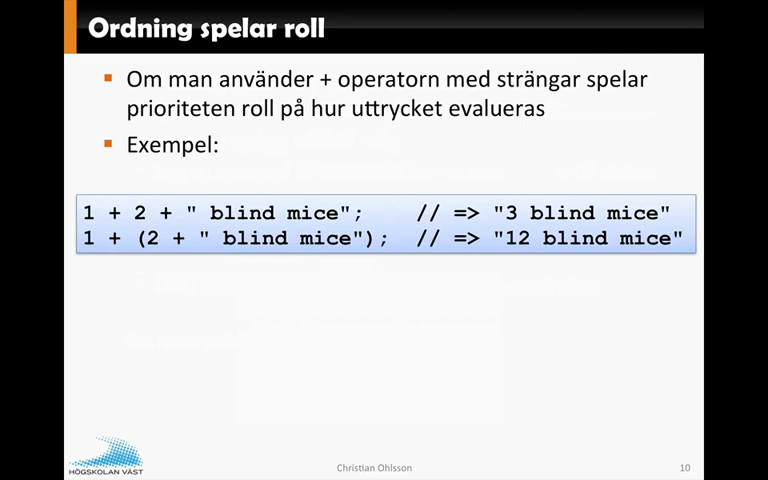 Ordning spelar roll
Om man använder + operatorn med strängar spelar
prioriteten roll på hur uttrycket evalueras
Exempel:
1 + 2 + " blind mice";    // => "3 blind mice"
1 + (2 + " blind mice");  // => "12 blind mice"
HÖGSKOLAN VÄST
Christian Ohlsson
10